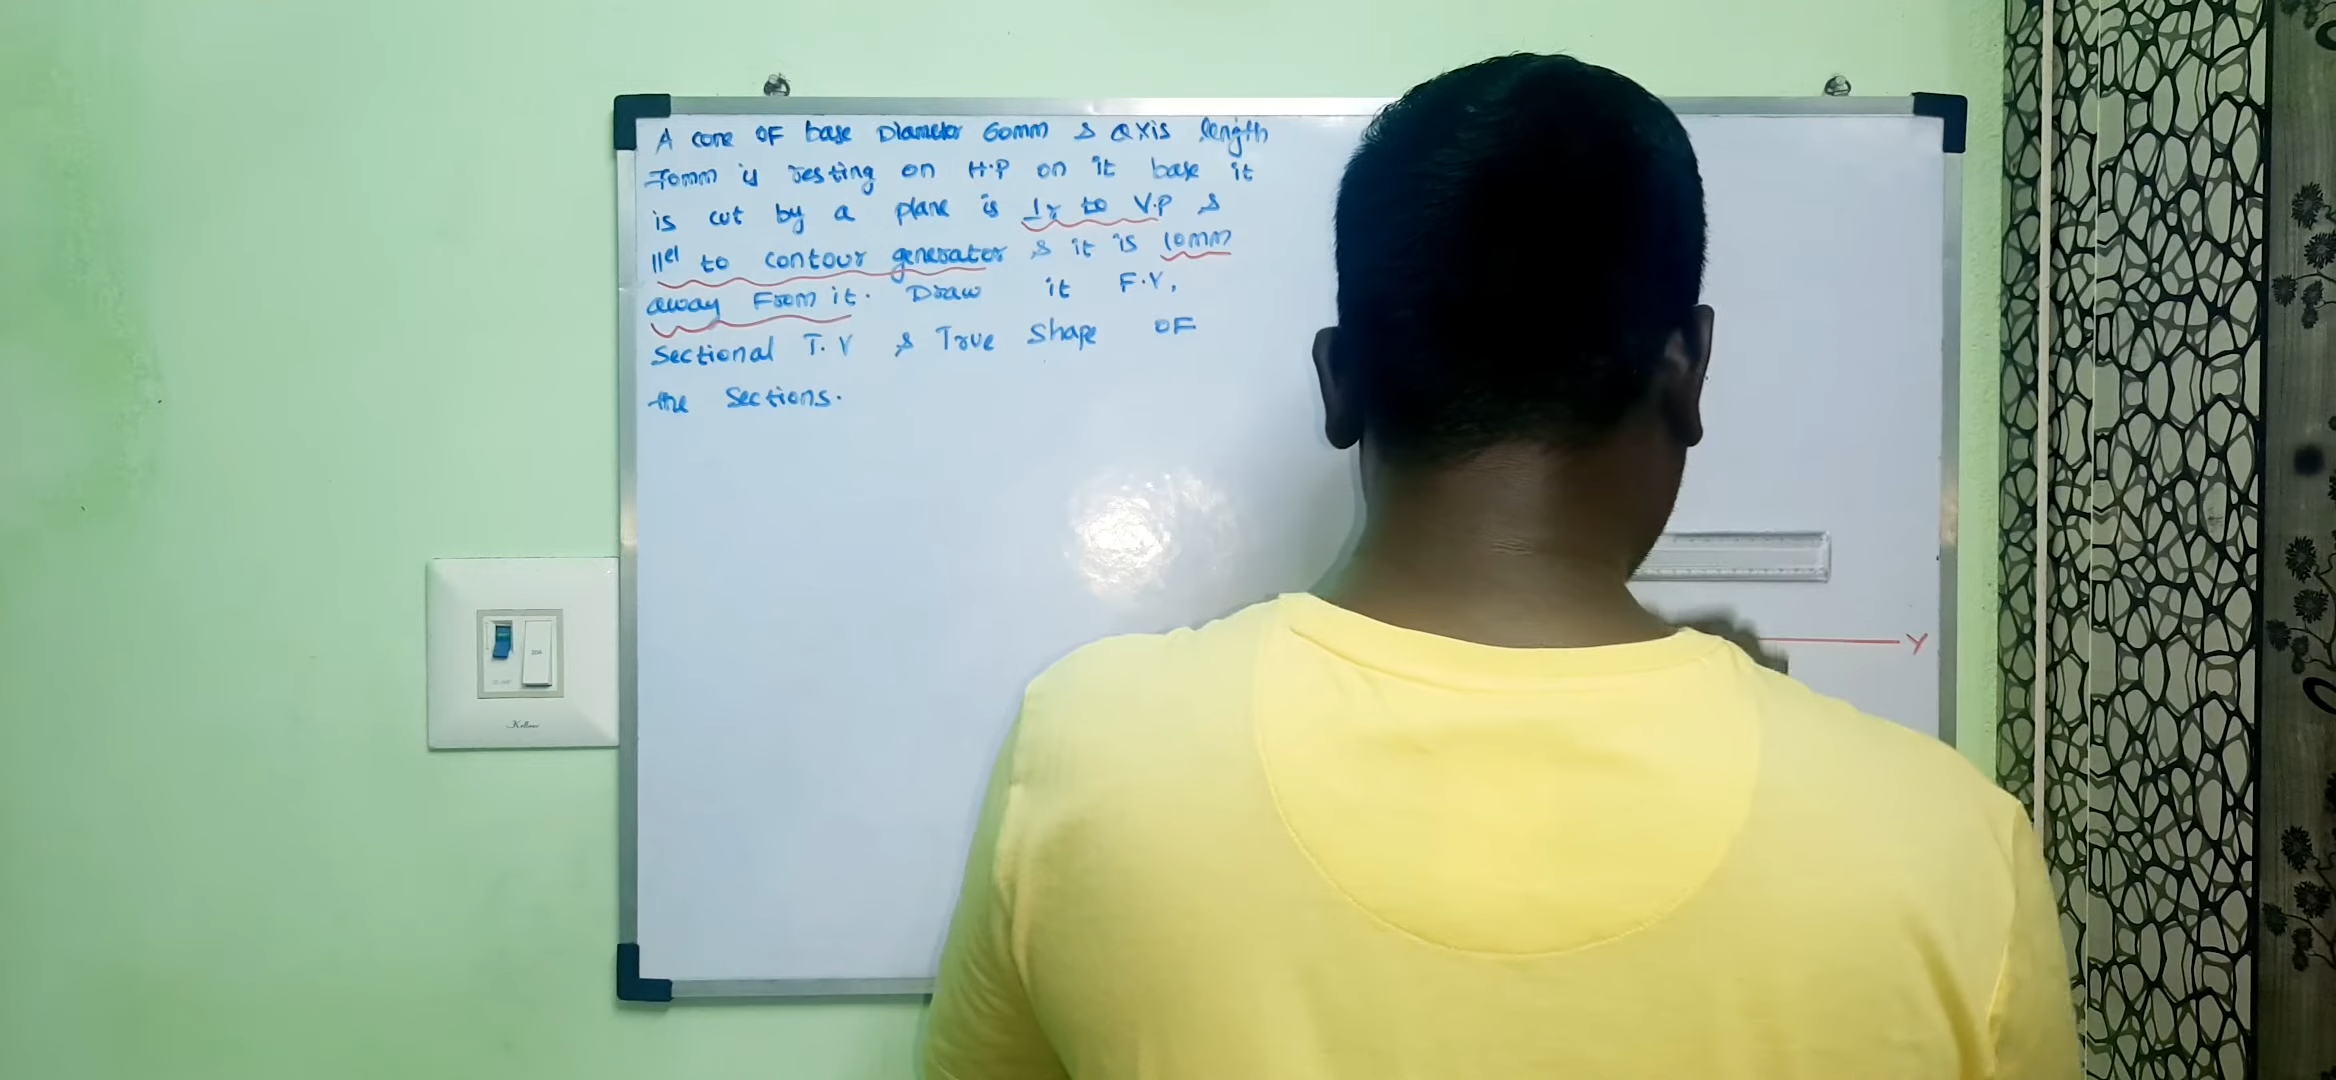 A cone OF base Diameter 60mm & axis length
70mm is resting on H.P on it base it
is cut by a plane is ⊥r to V.P &
||el to contour generator & it is 10mm
away From it. Draw it F.V,
Sectional T.V & True Shape OF
the Sections.
Y